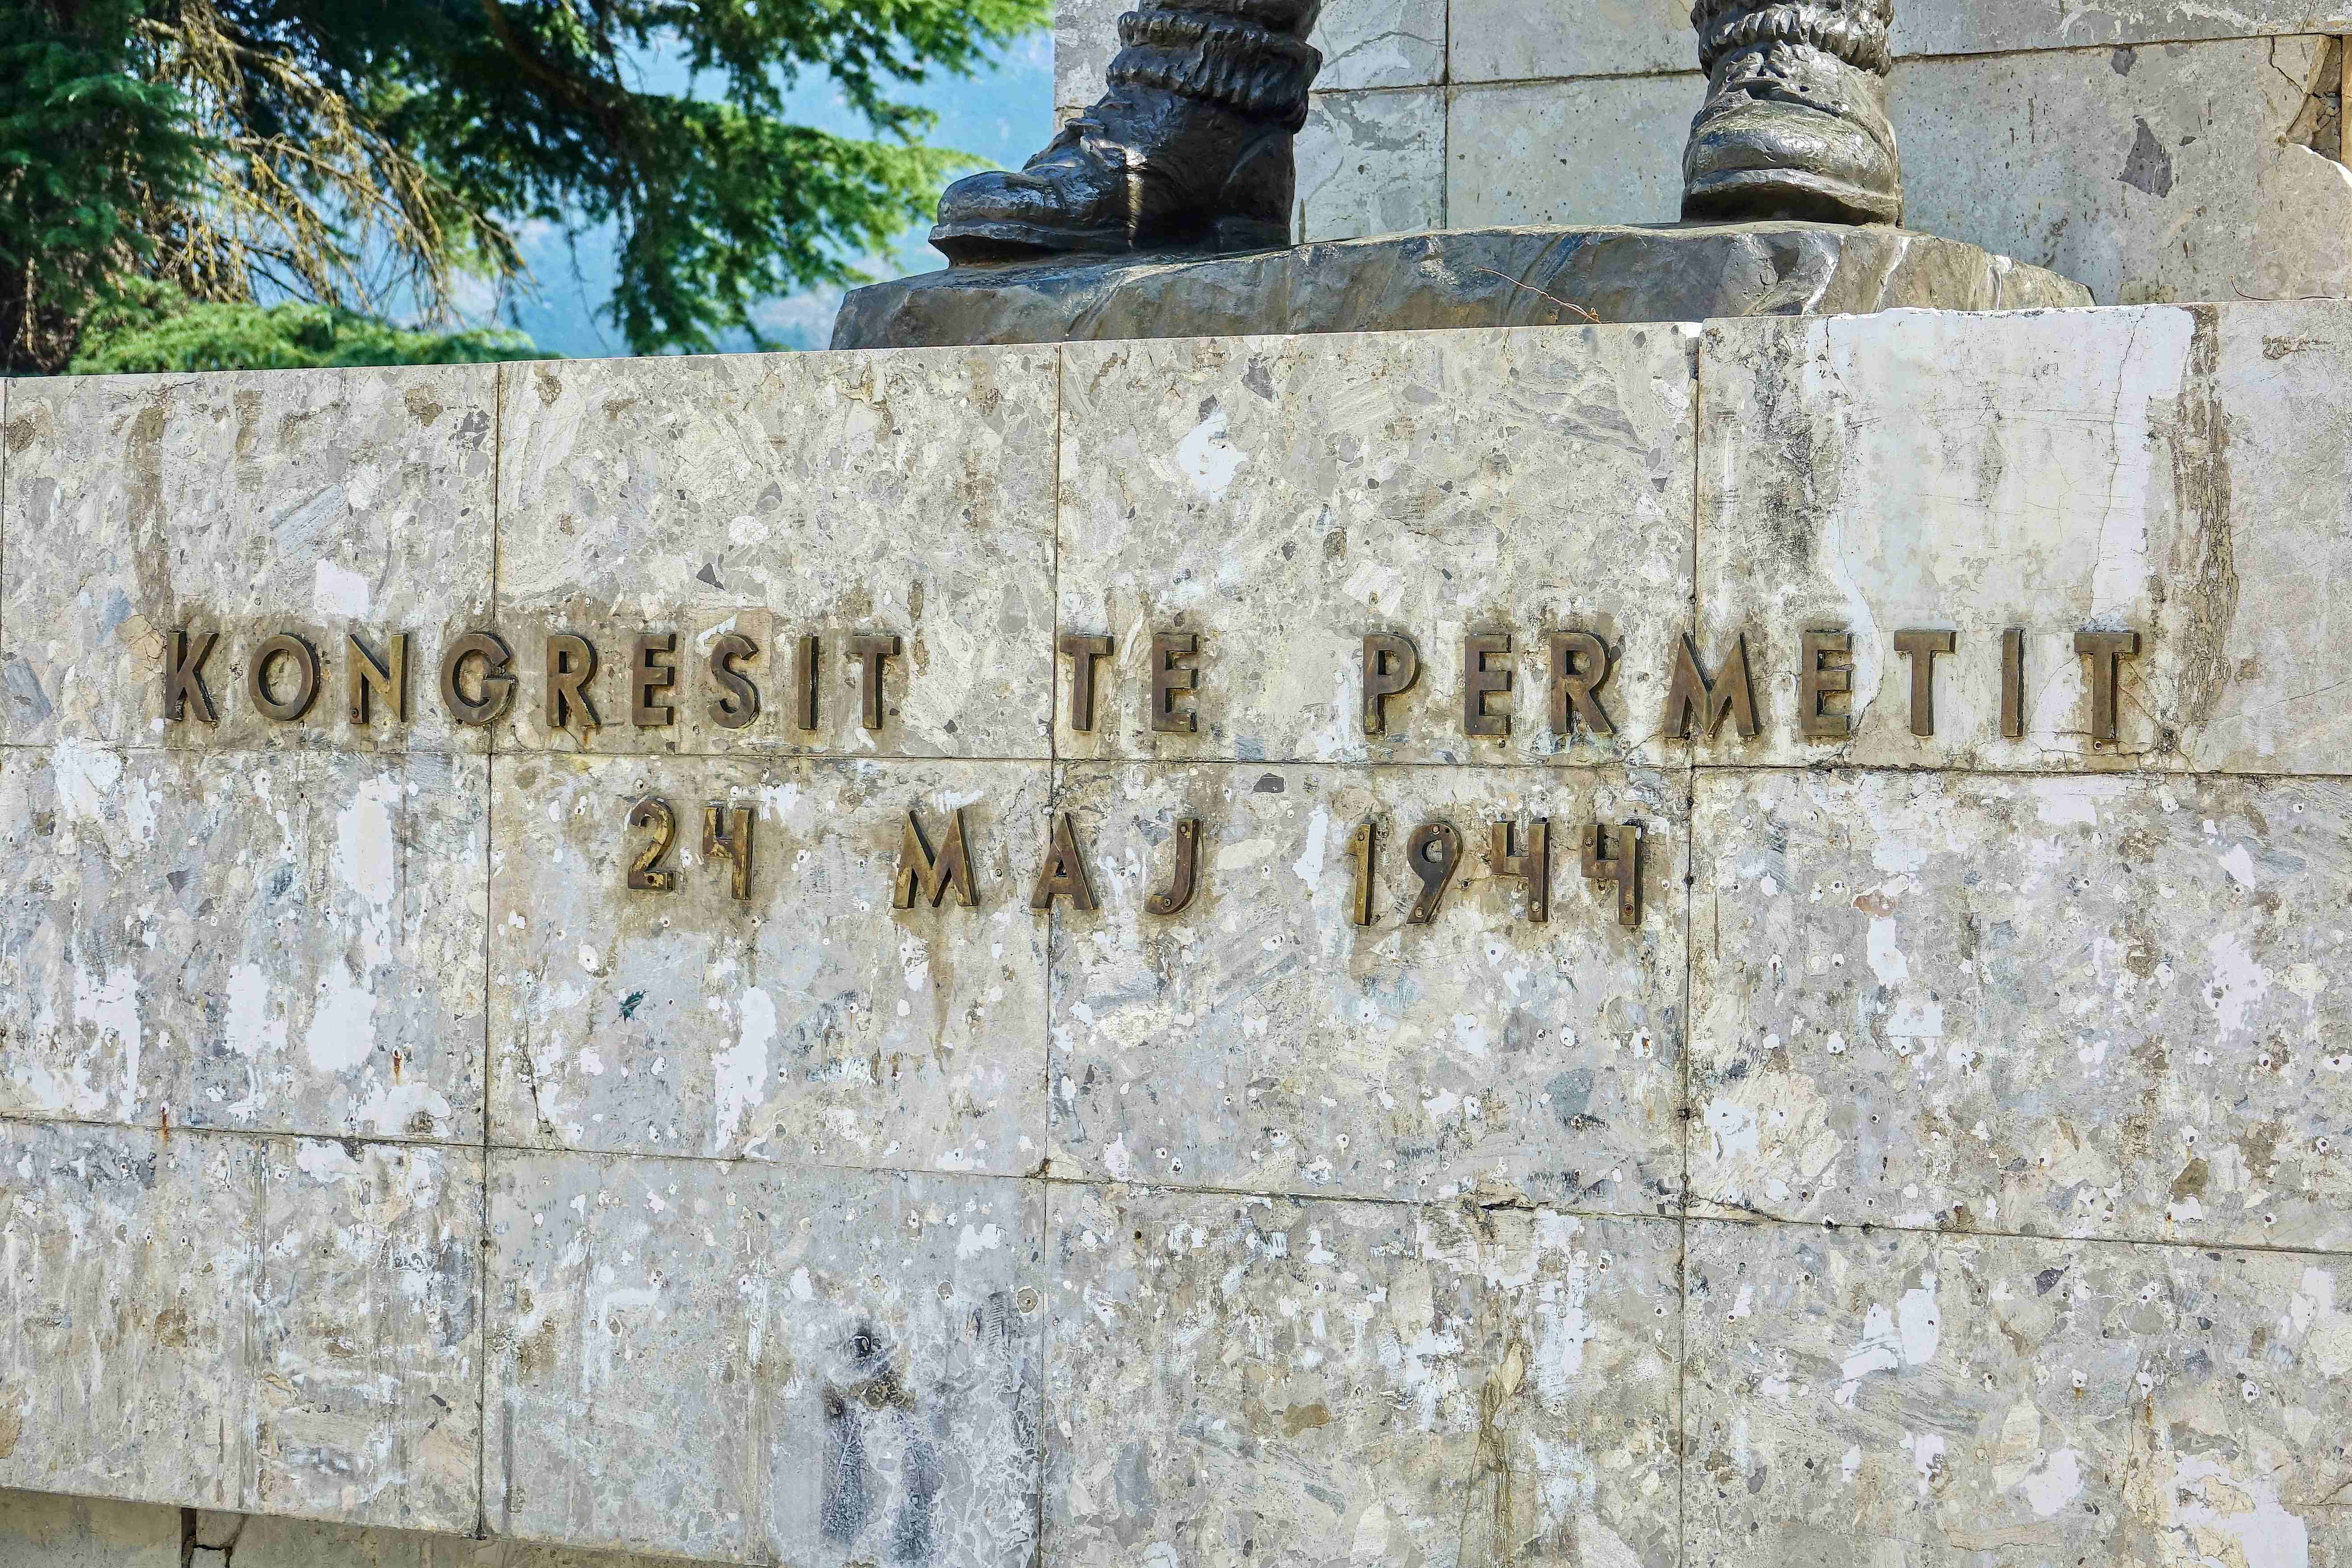 KONGRESIT TE PERMETIT
24 MAJ 1944